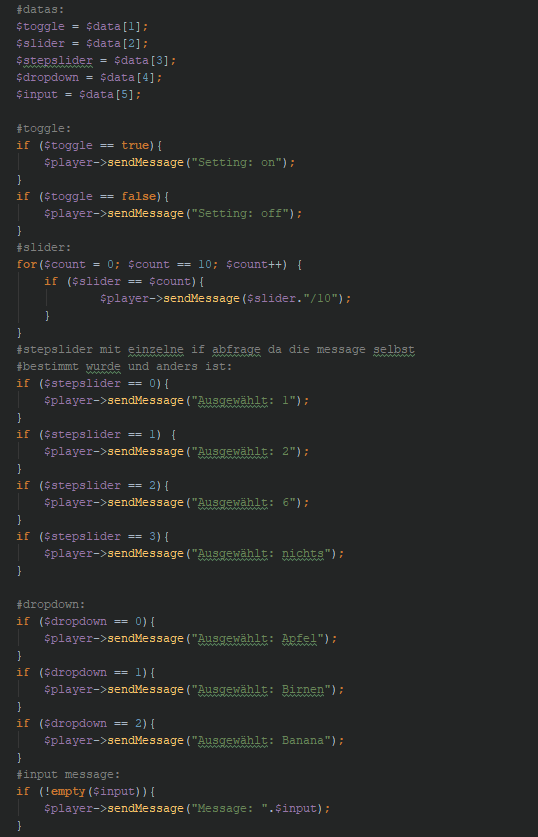 #datas:
$toggle = $data[1];
$slider = $data[2];
$stepslider = $data[3];
$dropdown = $data[4];
$input = $data[5];

#toggle:
if ($toggle == true){
    $player->sendMessage("Setting: on");
}
if ($toggle == false){
    $player->sendMessage("Setting: off");
}
#slider:
for($count = 0; $count == 10; $count++) {
    if ($slider == $count){
            $player->sendMessage($slider."/10");
    }
}
#stepslider mit einzelne if abfrage da die message selbst
#bestimmt wurde und anders ist:
if ($stepslider == 0){
    $player->sendMessage("Ausgewählt: 1");
}
if ($stepslider == 1) {
    $player->sendMessage("Ausgewählt: 2");
}
if ($stepslider == 2){
    $player->sendMessage("Ausgewählt: 6");
}
if ($stepslider == 3){
    $player->sendMessage("Ausgewählt: nichts");
}

#dropdown:
if ($dropdown == 0){
    $player->sendMessage("Ausgewählt: Apfel");
}
if ($dropdown == 1){
    $player->sendMessage("Ausgewählt: Birnen");
}
if ($dropdown == 2){
    $player->sendMessage("Ausgewählt: Banana");
}
#input message:
if (!empty($input)){
    $player->sendMessage("Message: ".$input);
}